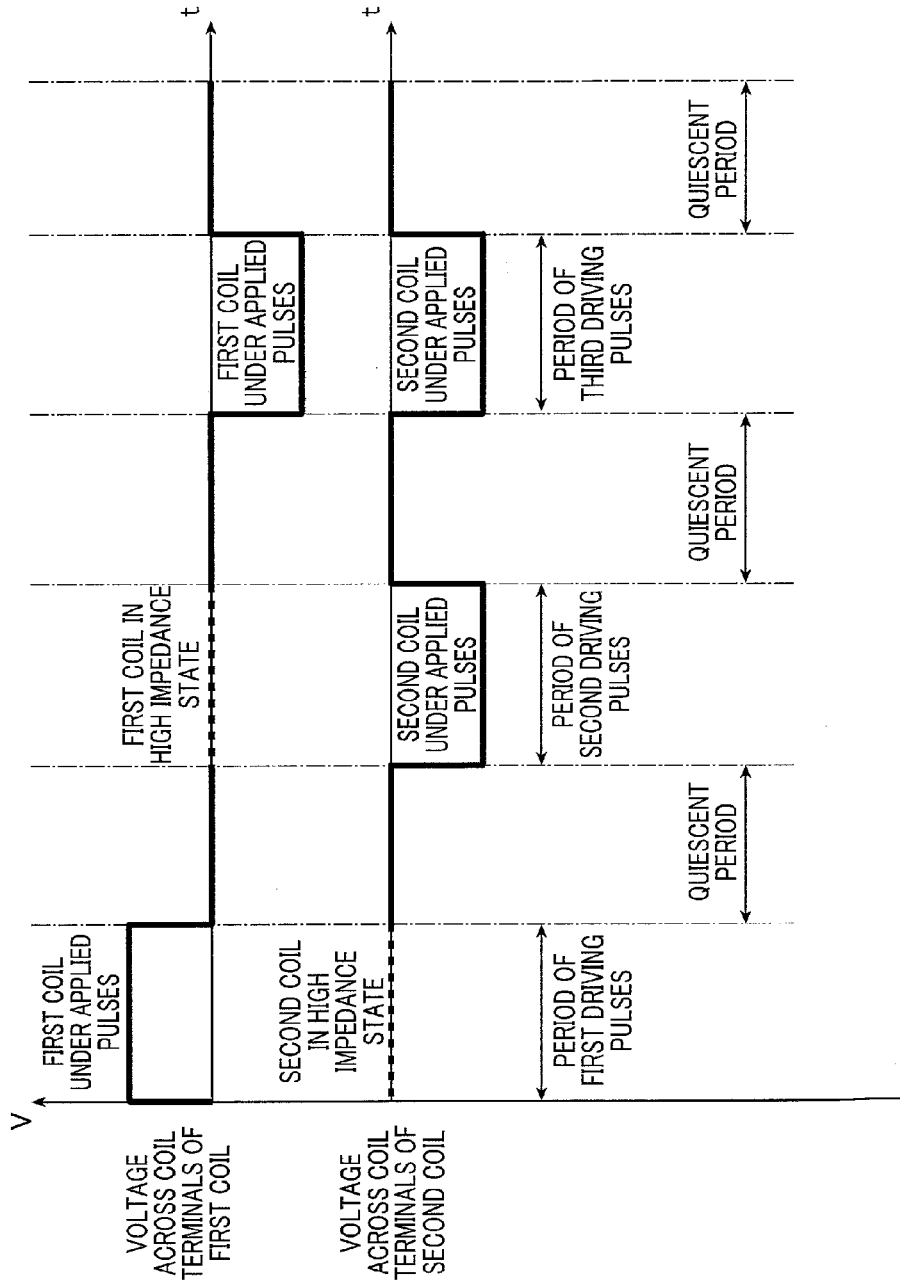 V
VOLTAGE
ACROSS COIL
TERMINALS OF
FIRST COIL
FIRST COIL
UNDER APPLIED
PULSES
FIRST COIL IN
HIGH IMPEDANCE
STATE
FIRST COIL
UNDER APPLIED
PULSES
t
VOLTAGE
ACROSS COIL
TERMINALS OF
SECOND COIL
SECOND COIL
IN HIGH
IMPEDANCE
STATE
SECOND COIL
UNDER APPLIED
PULSES
SECOND COIL
UNDER APPLIED
PULSES
t
PERIOD OF
FIRST DRIVING
PULSES
PERIOD OF
SECOND DRIVING
PULSES
PERIOD OF
THIRD DRIVING
PULSES
QUIESCENT
PERIOD
QUIESCENT
PERIOD
QUIESCENT
PERIOD